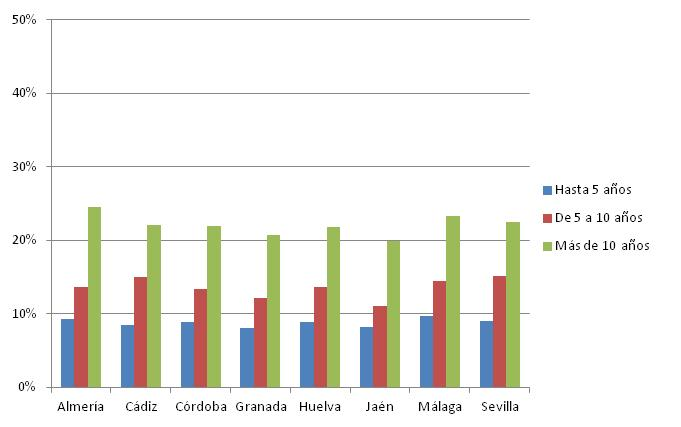 50%
40%
30%
20%
10%
0%
Almería Cádiz Córdoba Granada Huelva Jaén Málaga Sevilla
Hasta 5 años
De 5 a 10 años
Más de 10 años